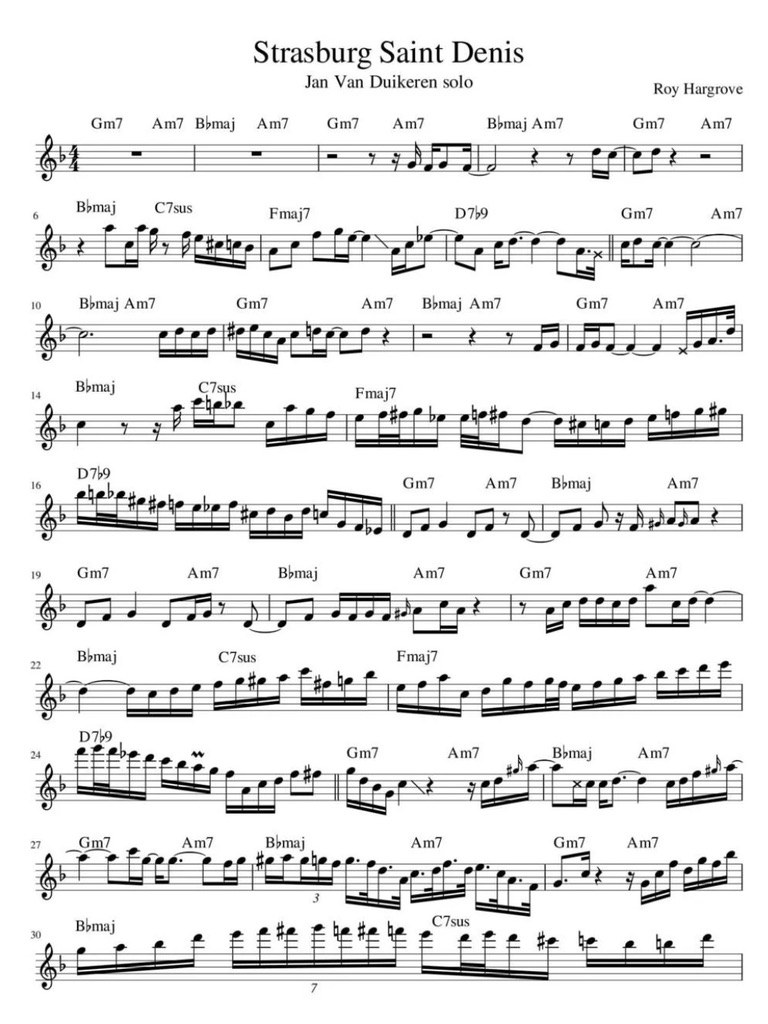 Strasburg Saint Denis
Jan Van Duikeren solo
Roy Hargrove
Gm7 Am7 B♭maj Am7 Gm7 Am7 B♭maj Am7 Gm7 Am7
4
4
6 B♭maj C7sus Fmaj7 D7♭9 Gm7 Am7
10 B♭maj Am7 Gm7 Am7 B♭maj Am7 Gm7 Am7
14 B♭maj C7sus Fmaj7
16 D7♭9 Gm7 Am7 B♭maj Am7
19 Gm7 Am7 B♭maj Am7 Gm7 Am7
22 B♭maj C7sus Fmaj7
24 D7♭9 Gm7 Am7 B♭maj Am7
27 Gm7 Am7 B♭maj Am7 Gm7 Am7
3
30 B♭maj C7sus
7